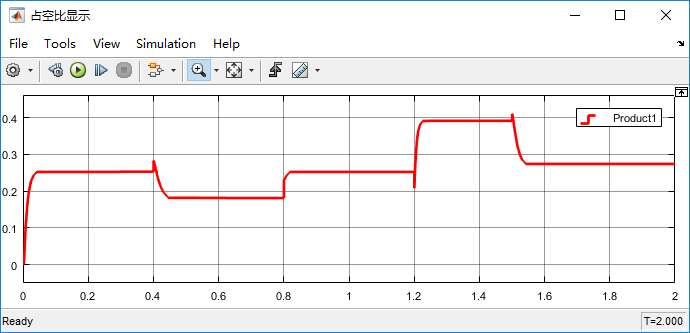 占空比显示
File Tools View Simulation Help
Product1
0.4
0.3
0.2
0.1
0
0 0.2 0.4 0.6 0.8 1 1.2 1.4 1.6 1.8 2
Ready T=2.000